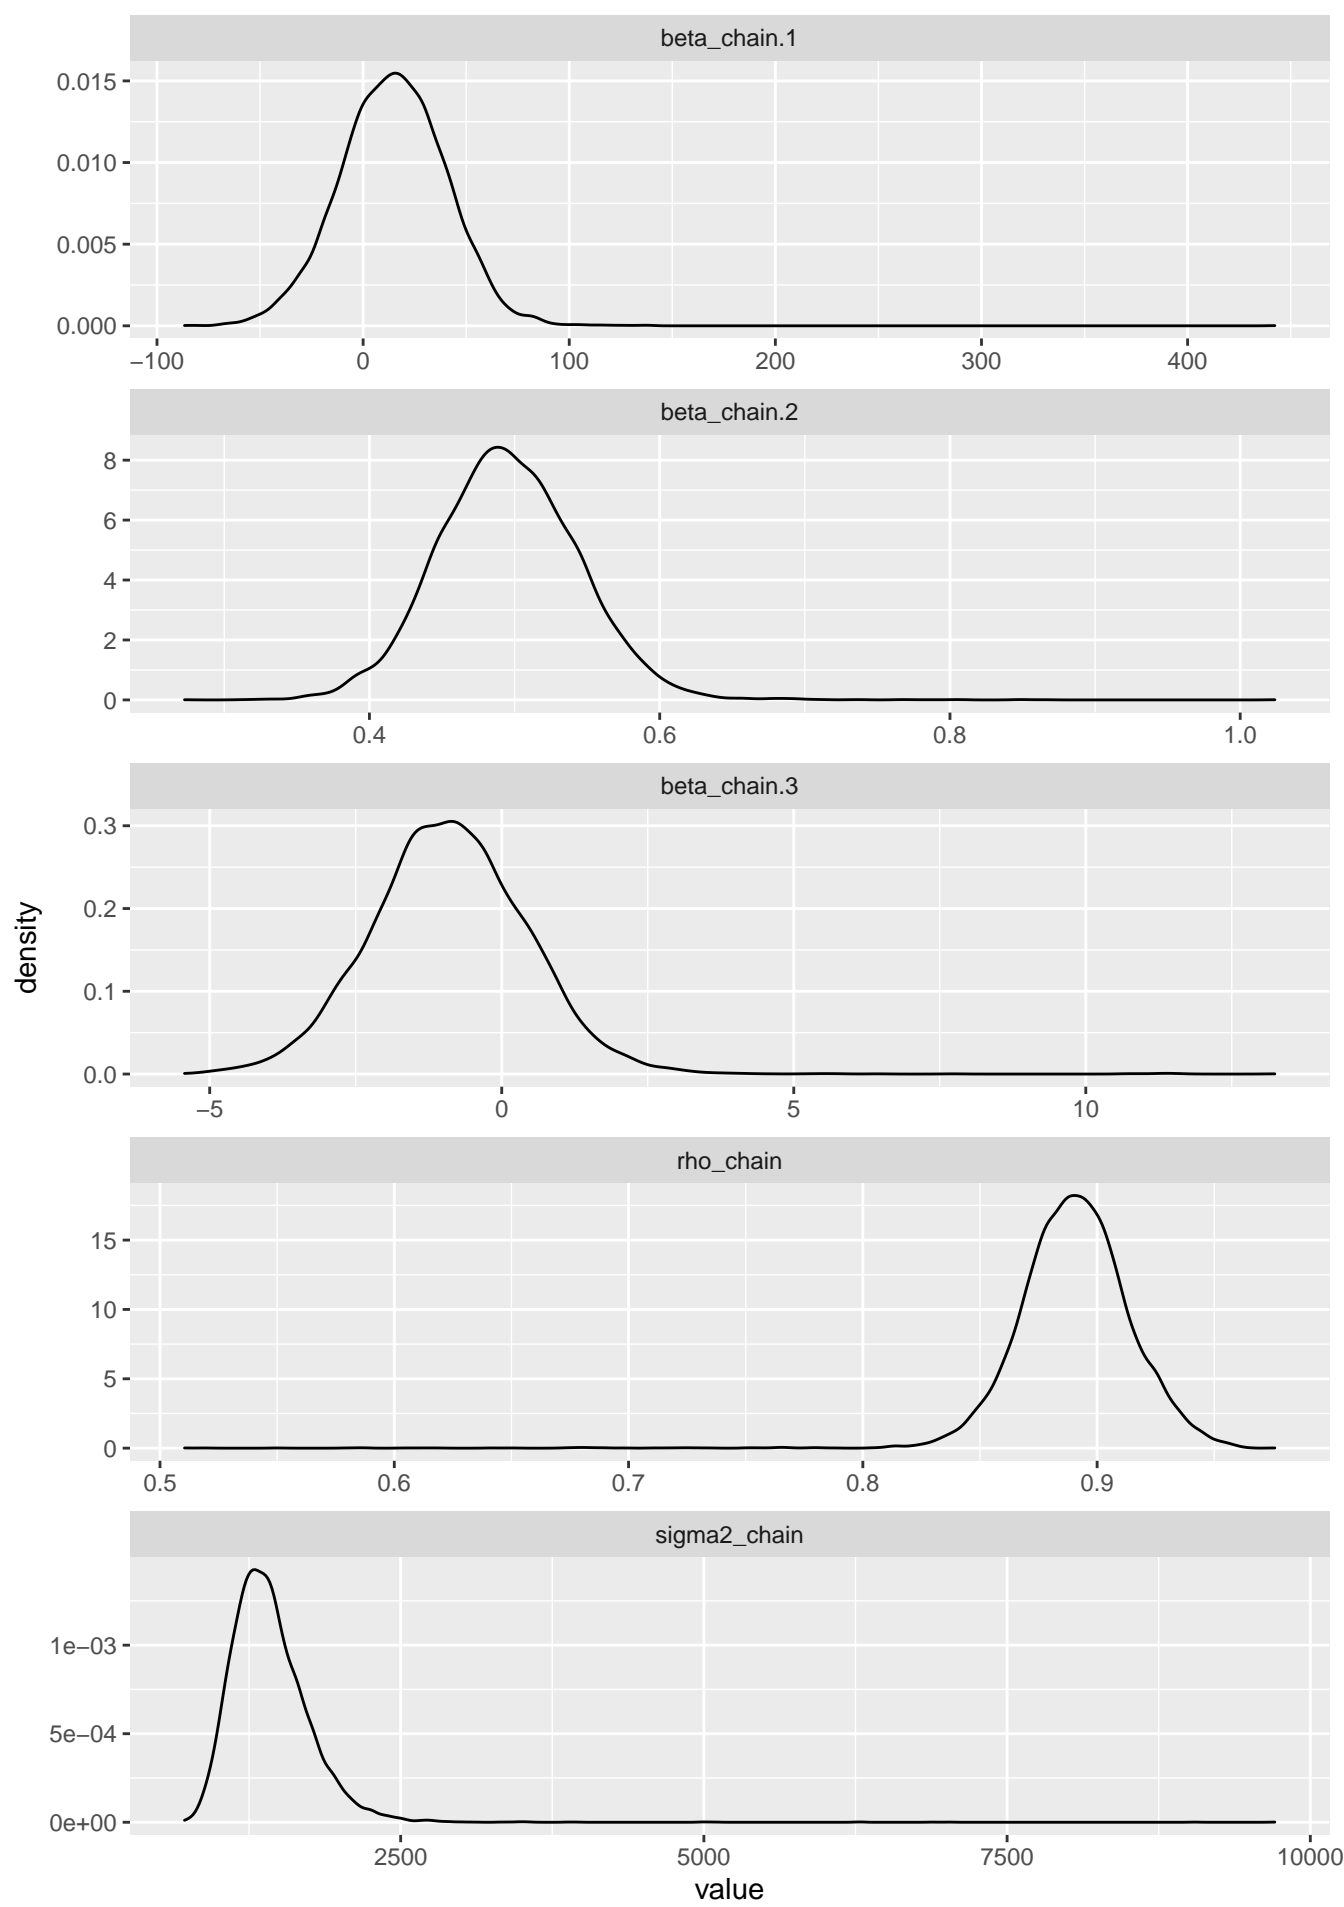 beta_chain.1
0.015
0.010
0.005
0.000
−100 0 100 200 300 400
beta_chain.2
8
6
4
2
0
0.4 0.6 0.8 1.0
beta_chain.3
0.3
0.2
0.1
0.0
−5 0 5 10
density
rho_chain
15
10
5
0
0.5 0.6 0.7 0.8 0.9
sigma2_chain
1e−03
5e−04
0e+00
2500 5000 7500 10000
value